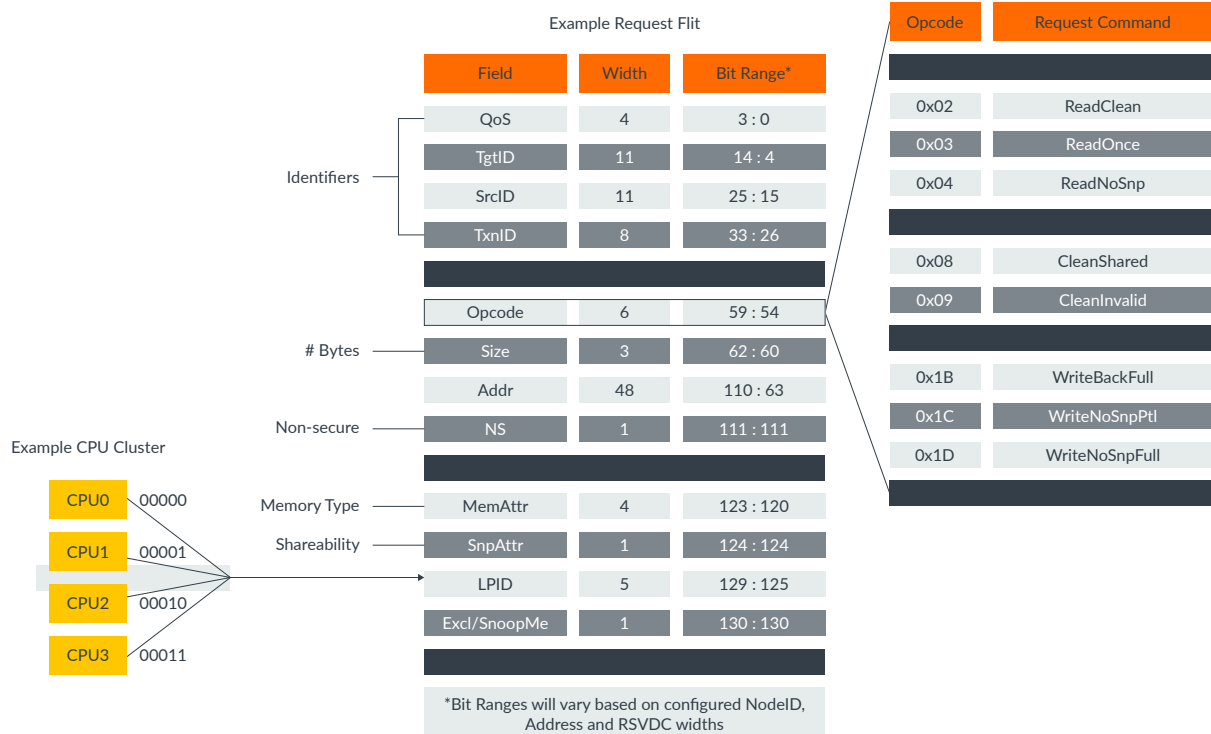 Example Request Flit
Field Width Bit Range*
QoS 4 3 : 0
TgtID 11 14 : 4
Identifiers
SrcID 11 25 : 15
TxnID 8 33 : 26
Opcode 6 59 : 54
# Bytes Size 3 62 : 60
Addr 48 110 : 63
Non-secure NS 1 111 : 111
Memory Type MemAttr 4 123 : 120
Shareability SnpAttr 1 124 : 124
LPID 5 129 : 125
Excl/SnoopMe 1 130 : 130
*Bit Ranges will vary based on configured NodeID,
Address and RSVDC widths
Example CPU Cluster
CPU0 00000
CPU1 00001
CPU2 00010
CPU3 00011
Opcode Request Command
0x02 ReadClean
0x03 ReadOnce
0x04 ReadNoSnp
0x08 CleanShared
0x09 CleanInvalid
0x1B WriteBackFull
0x1C WriteNoSnpPtl
0x1D WriteNoSnpFull